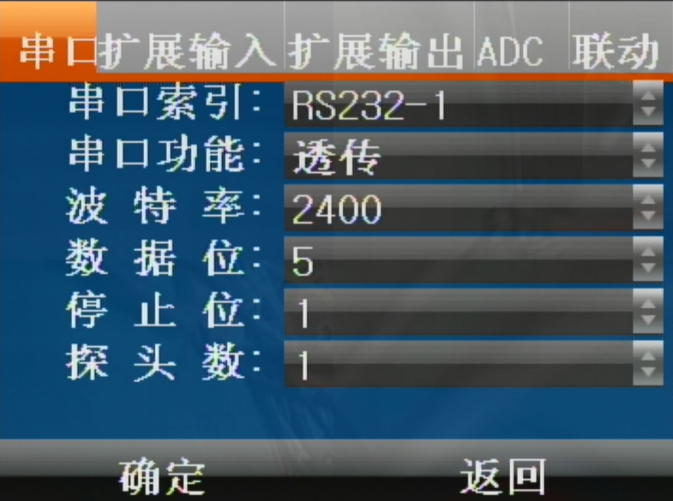 串口 扩展输入 扩展输出 ADC 联动
串口索引: RS232-1
串口功能: 透传
波 特 率: 2400
数 据 位: 5
停 止 位: 1
探 头 数: 1
确定 返回